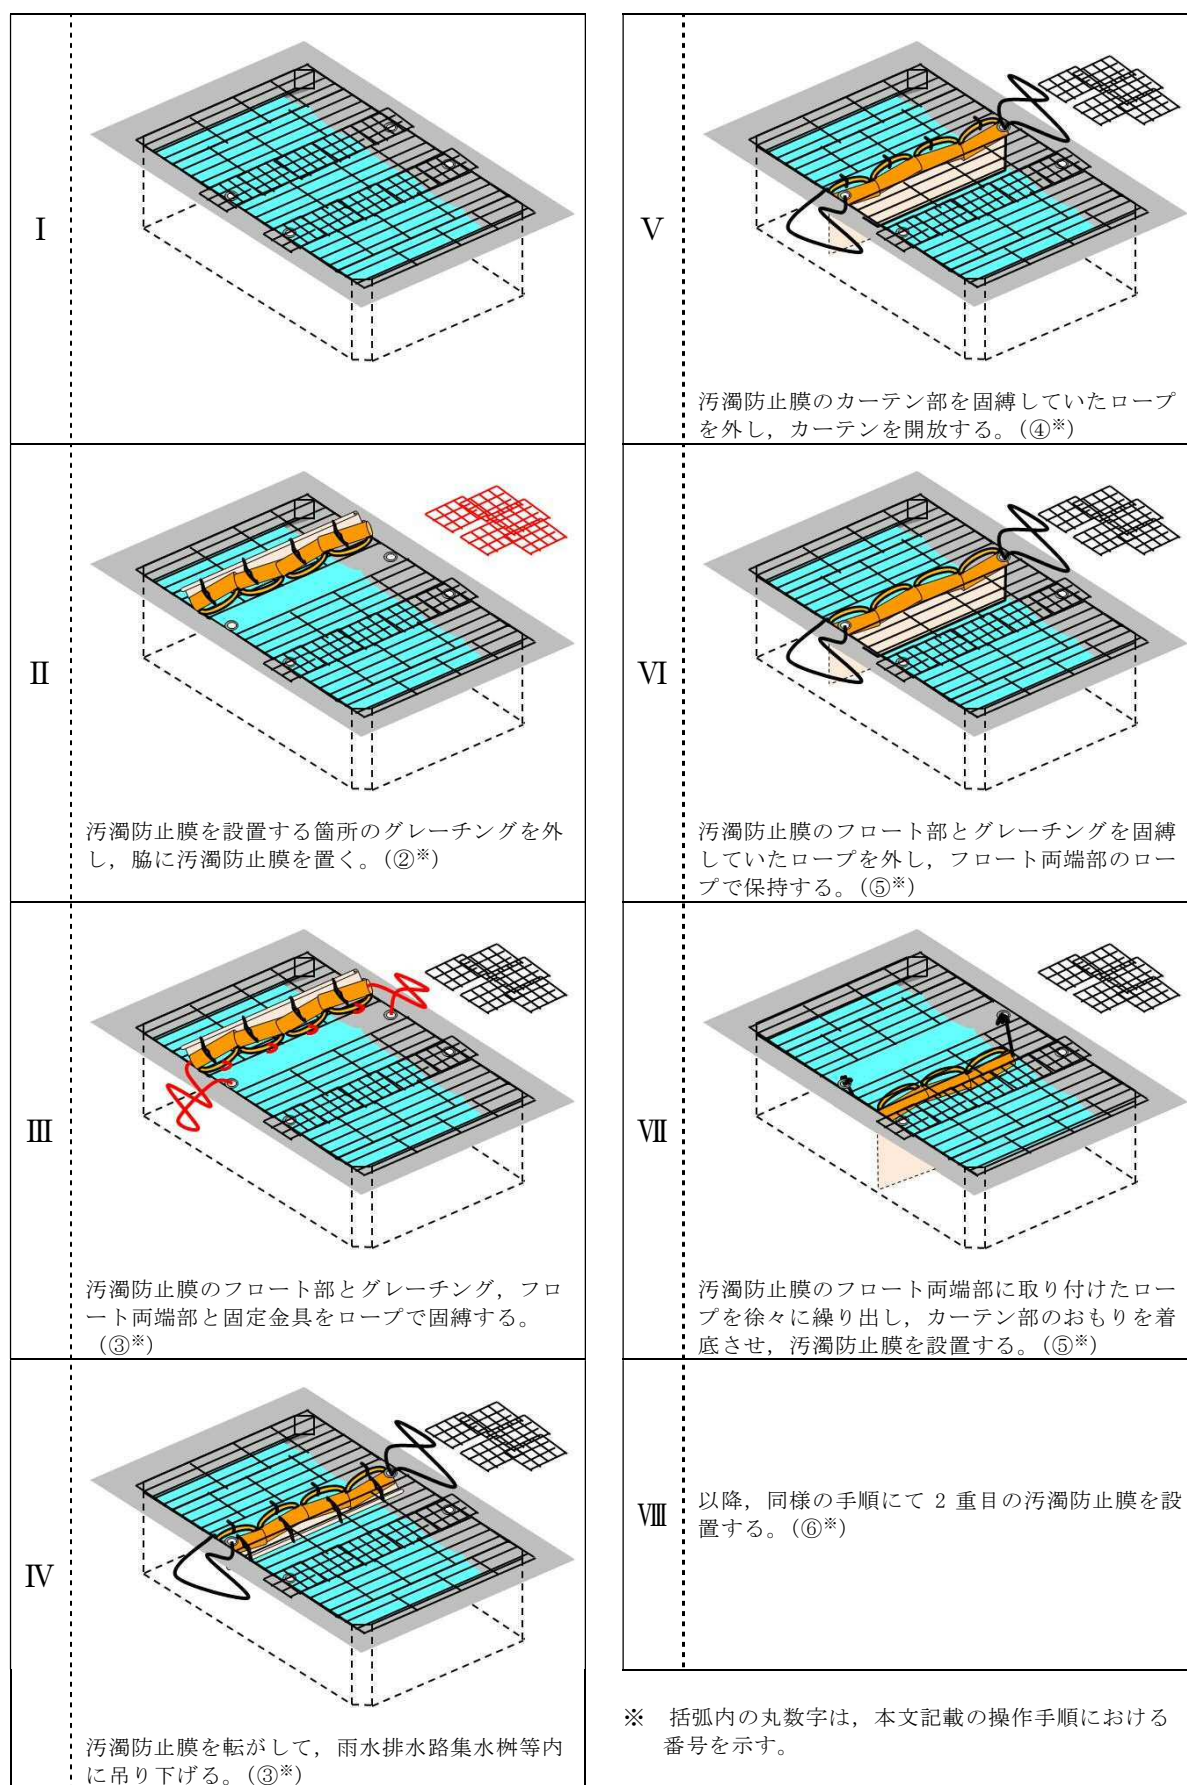 Ⅰ
Ⅱ
汚濁防止膜を設置する箇所のグレーチングを外
し，脇に汚濁防止膜を置く。（②※）
Ⅲ
汚濁防止膜のフロート部とグレーチング，フロ
ート両端部と固定金具をロープで固縛する。
（③※）
Ⅳ
汚濁防止膜を転がして，雨水排水路集水桝等内
に吊り下げる。（③※）
Ⅴ
汚濁防止膜のカーテン部を固縛していたロープ
を外し，カーテンを開放する。（④※）
Ⅵ
汚濁防止膜のフロート部とグレーチングを固縛
していたロープを外し，フロート両端部のロー
プで保持する。（⑤※）
Ⅶ
汚濁防止膜のフロート両端部に取り付けたロー
プを徐々に繰り出し，カーテン部のおもりを着
底させ，汚濁防止膜を設置する。（⑤※）
Ⅷ
以降，同様の手順にて 2 重目の汚濁防止膜を設
置する。（⑥※）
※　括弧内の丸数字は，本文記載の操作手順における
番号を示す。